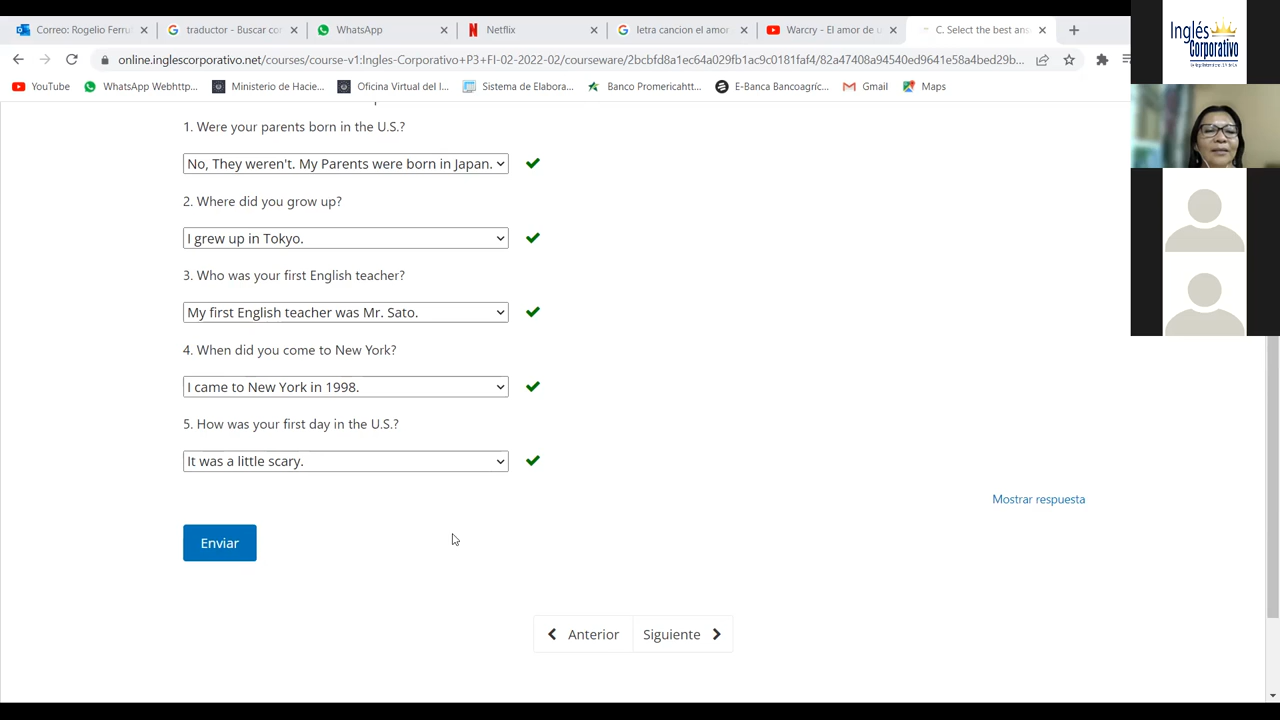 Correo: Rogelio Ferru
traductor - Buscar con
WhatsApp
Netflix
letra cancion el amor
Warcry - El amor de u
C. Select the best ans
online.inglescorporativo.net/courses/course-v1:Ingles-Corporativo+P3+FP-02-2022-02/courseware/
YouTube
WhatsApp Webhttp...
Ministerio de Hacie...
Oficina Virtual del I...
Sistema de Elabora...
Banco Promericahtt...
E-Banca Bancoagríc...
Gmail
Maps
Inglés
Corporativo
1. Were your parents born in the U.S.?
No, They weren't. My Parents were born in Japan.
2. Where did you grow up?
I grew up in Tokyo.
3. Who was your first English teacher?
My first English teacher was Mr. Sato.
4. When did you come to New York?
I came to New York in 1998.
5. How was your first day in the U.S.?
It was a little scary.
Mostrar respuesta
Enviar
Anterior
Siguiente